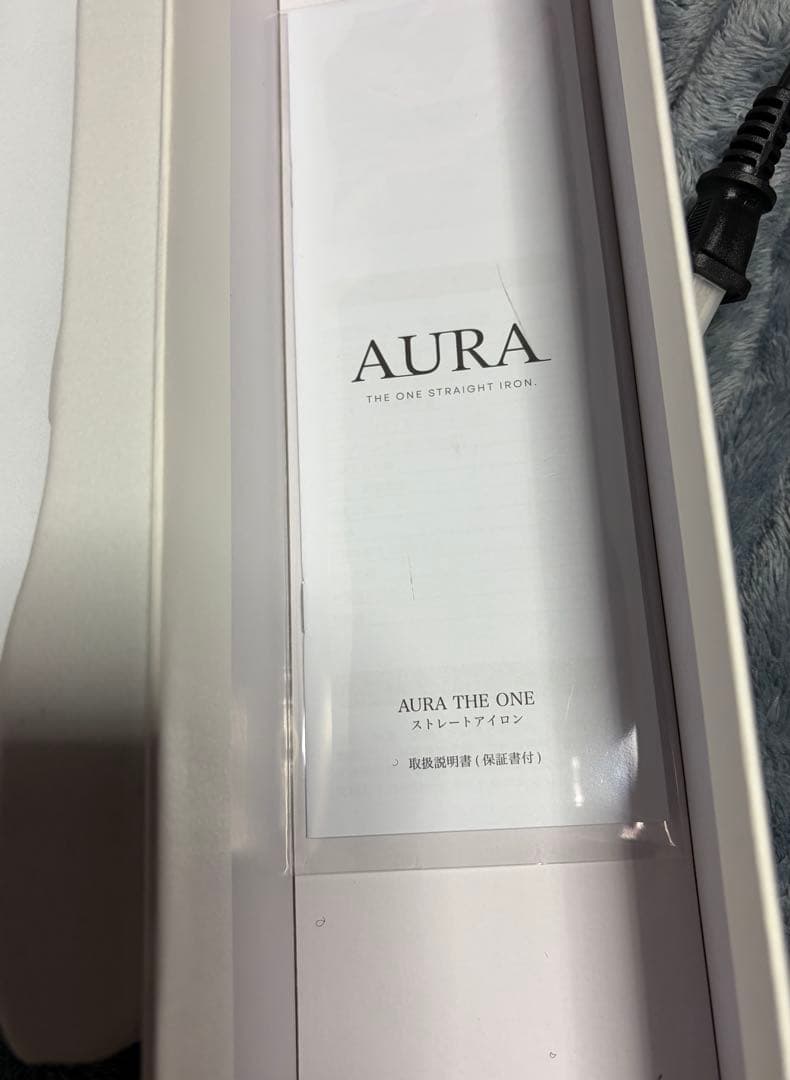 AURA
THE ONE STRAIGHT IRON.
AURA THE ONE
ストレートアイロン
取扱説明書 (保証書付)